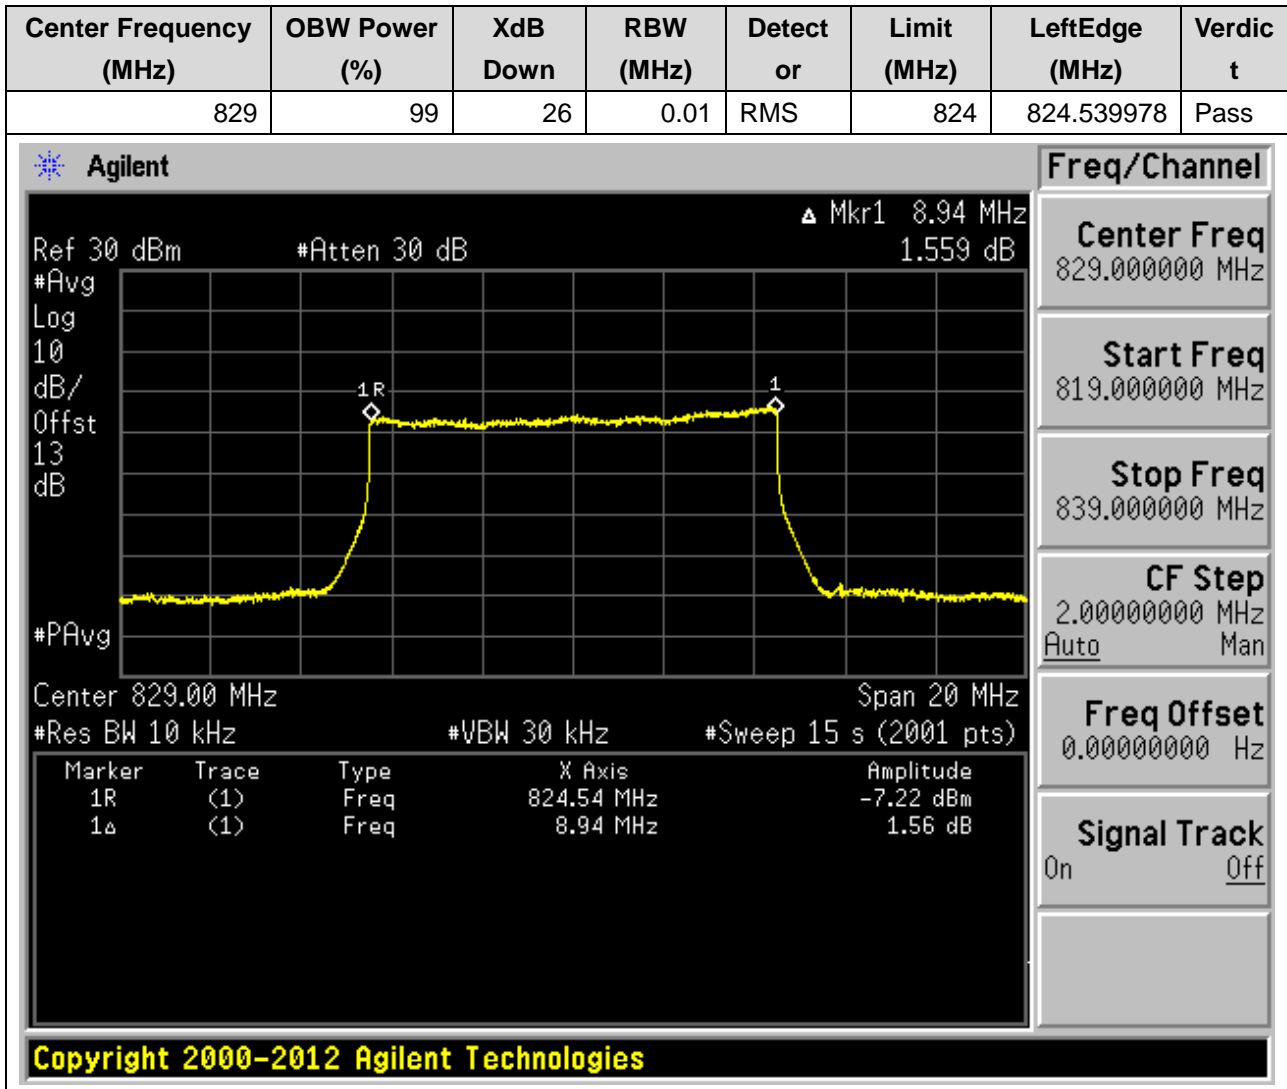 Center Frequency OBW Power XdB RBW Detect Limit LeftEdge Verdic
(MHz) (%) Down (MHz) or (MHz) (MHz) t
829 99 26 0.01 RMS 824 824.539978 Pass
Agilent
Freq/Channel
Δ Mkr1 8.94 MHz
Ref 30 dBm #Atten 30 dB 1.559 dB
#Avg
Log
10
dB/
Offst
13
dB
1R
1
#PAvg
Center 829.00 MHz Span 20 MHz
#Res BW 10 kHz #VBW 30 kHz #Sweep 15 s (2001 pts)
Marker Trace Type X Axis Amplitude
1R (1) Freq 824.54 MHz -7.22 dBm
1Δ (1) Freq 8.94 MHz 1.56 dB
Center Freq
829.000000 MHz
Start Freq
819.000000 MHz
Stop Freq
839.000000 MHz
CF Step
2.00000000 MHz
Auto Man
Freq Offset
0.00000000 Hz
Signal Track
On Off
Copyright 2000-2012 Agilent Technologies